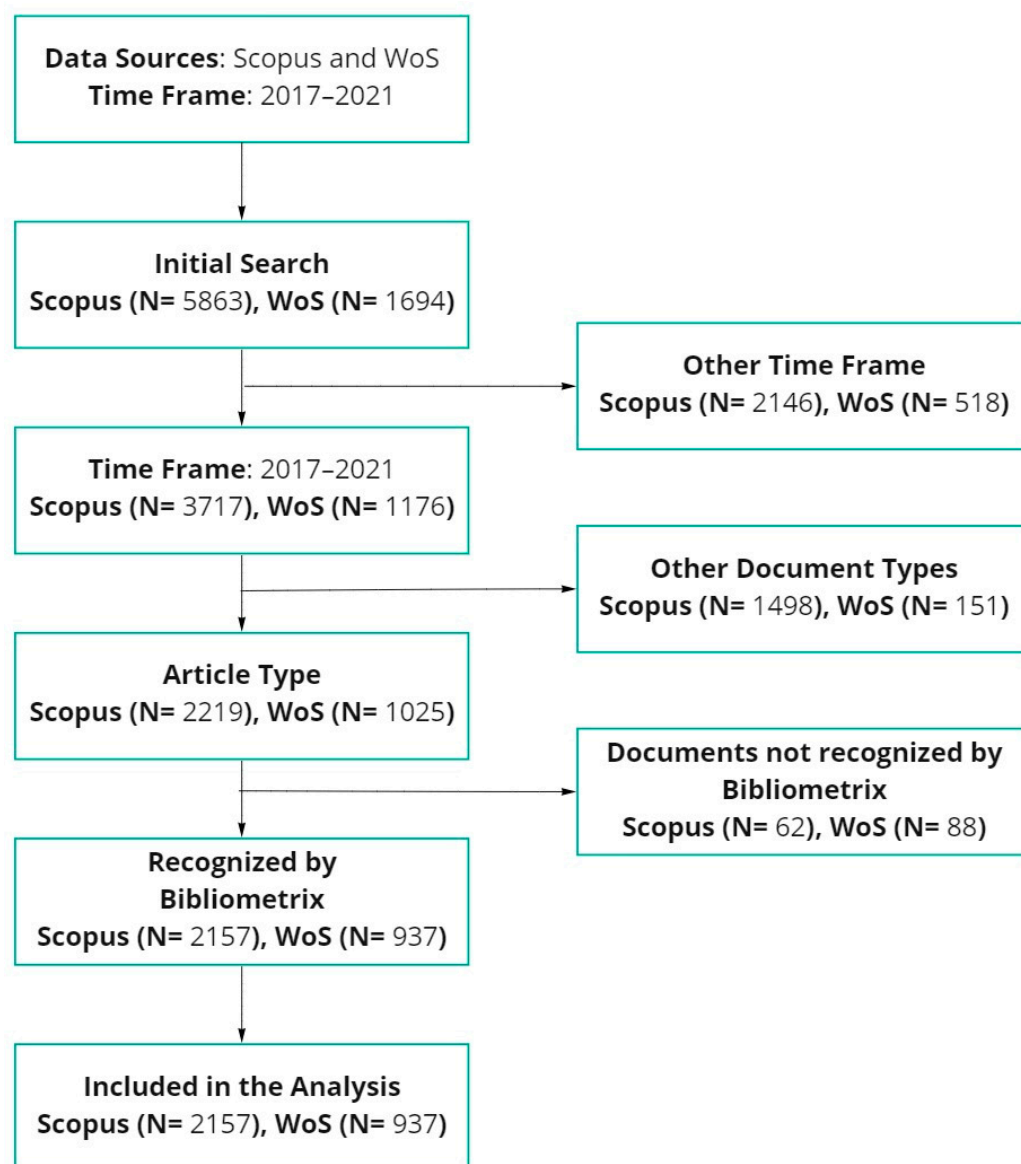 Data Sources: Scopus and WoS
Time Frame: 2017–2021
Initial Search
Scopus (N= 5863), WoS (N= 1694)
Other Time Frame
Scopus (N= 2146), WoS (N= 518)
Time Frame: 2017–2021
Scopus (N= 3717), WoS (N= 1176)
Other Document Types
Scopus (N= 1498), WoS (N= 151)
Article Type
Scopus (N= 2219), WoS (N= 1025)
Documents not recognized by
Bibliometrix
Scopus (N= 62), WoS (N= 88)
Recognized by
Bibliometrix
Scopus (N= 2157), WoS (N= 937)
Included in the Analysis
Scopus (N= 2157), WoS (N= 937)